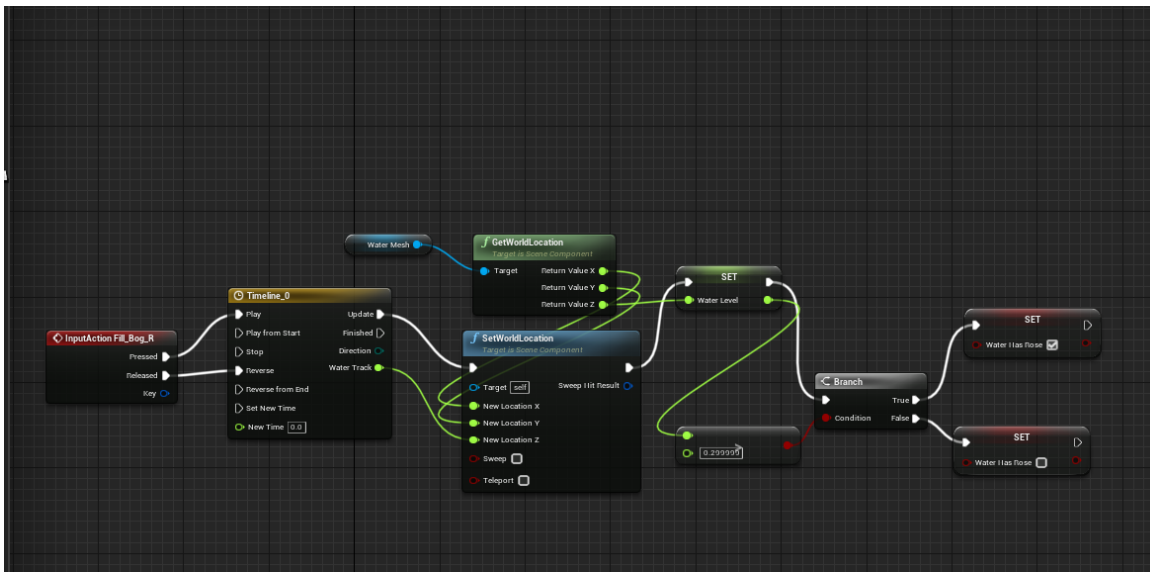 Water Mesh
GetWorldLocation
Target is Scene Component
Target
Return Value X
Return Value Y
Return Value Z
SET
Water Level
Timeline_0
Play
Update
Play from Start
Finished
Stop
Direction
Reverse
Water Track
Reverse from End
Set New Time
New Time 0.0
InputAction Fill_Bog_R
Pressed
Released
Key
SetWorldLocation
Target is Scene Component
Target self
Sweep Hit Result
New Location X
New Location Y
New Location Z
Sweep
Teleport
>
0.299999
Branch
True
Condition
False
SET
Water Has Rose
SET
Water Has Rose